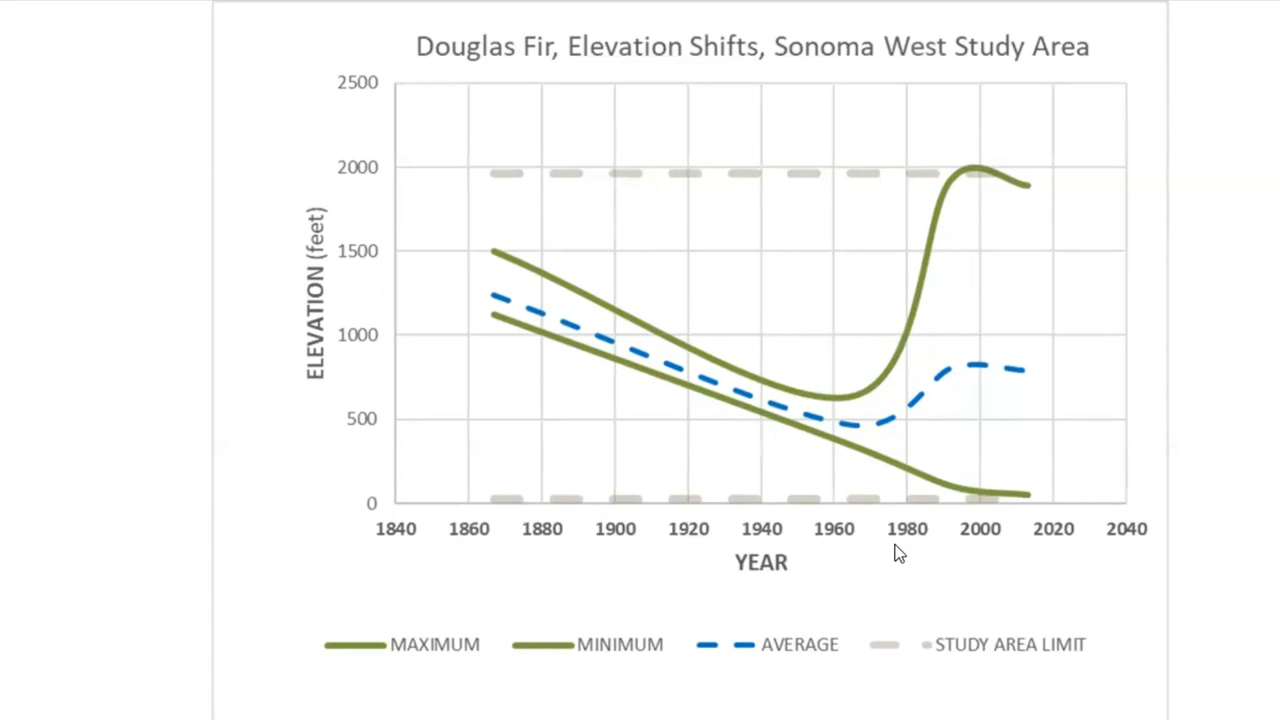 Douglas Fir, Elevation Shifts, Sonoma West Study Area
2500
2000
1500
1000
500
0
ELEVATION (feet)
1840 1860 1880 1900 1920 1940 1960 1980 2000 2020 2040
YEAR
MAXIMUM MINIMUM AVERAGE STUDY AREA LIMIT